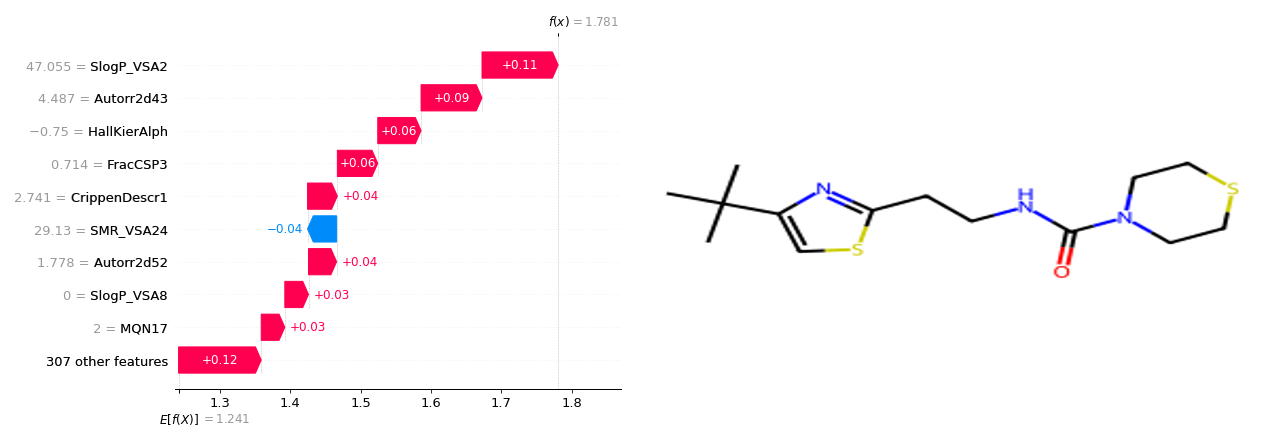 f(x) = 1.781
47.055 = SlogP_VSA2 +0.11
4.487 = Autorr2d43 +0.09
−0.75 = HallKierAlph +0.06
0.714 = FracCSP3 +0.06
2.741 = CrippenDescr1 +0.04
29.13 = SMR_VSA24 −0.04
1.778 = Autorr2d52 +0.04
0 = SlogP_VSA8 +0.03
2 = MQN17 +0.03
307 other features +0.12
1.3 1.4 1.5 1.6 1.7 1.8
E[f(X)] = 1.241
N
S
H
N
O
N
S